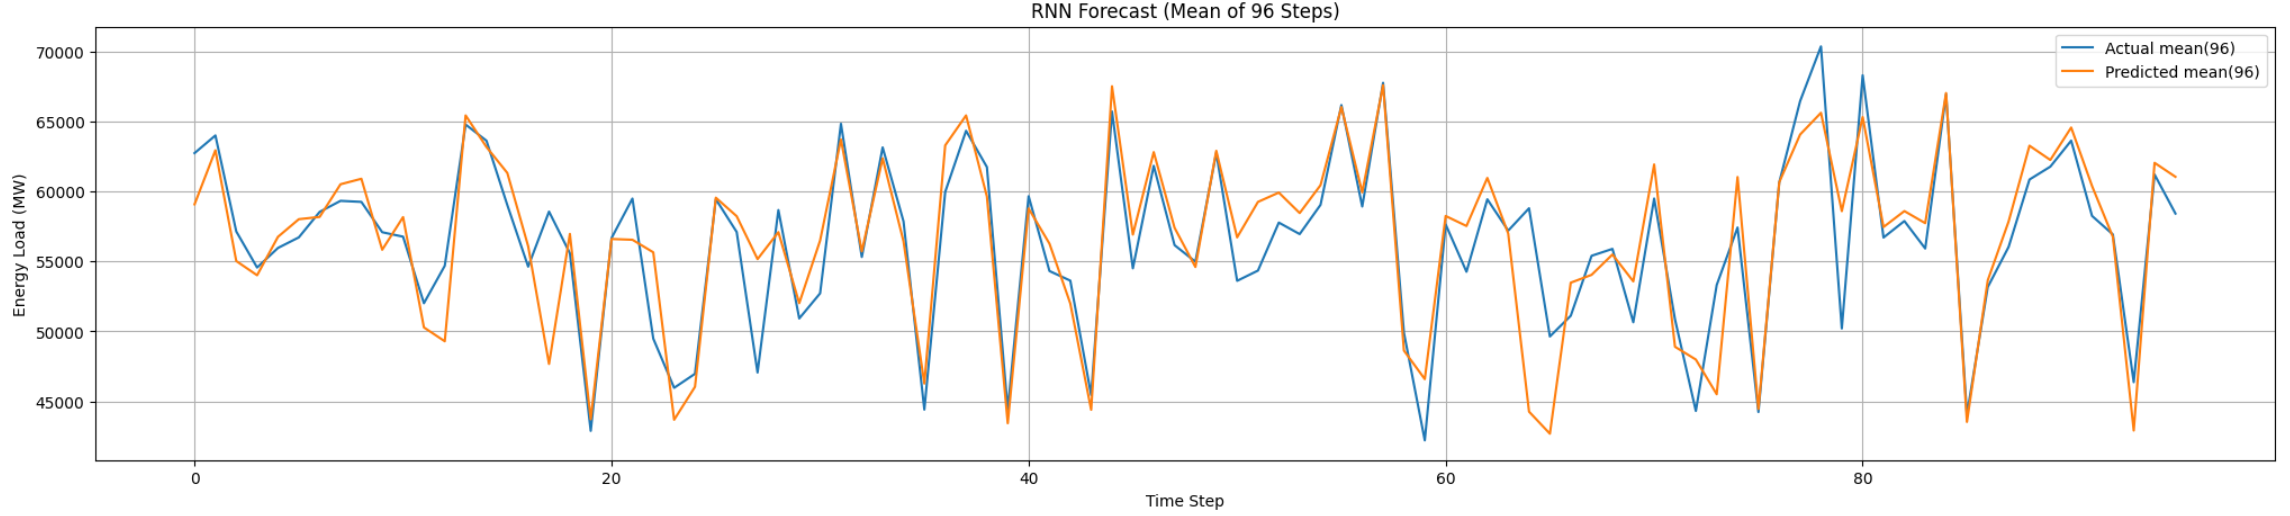 RNN Forecast (Mean of 96 Steps)
70000
65000
60000
55000
50000
45000
Energy Load (MW)
Actual mean(96)
Predicted mean(96)
0
20
40
60
80
Time Step